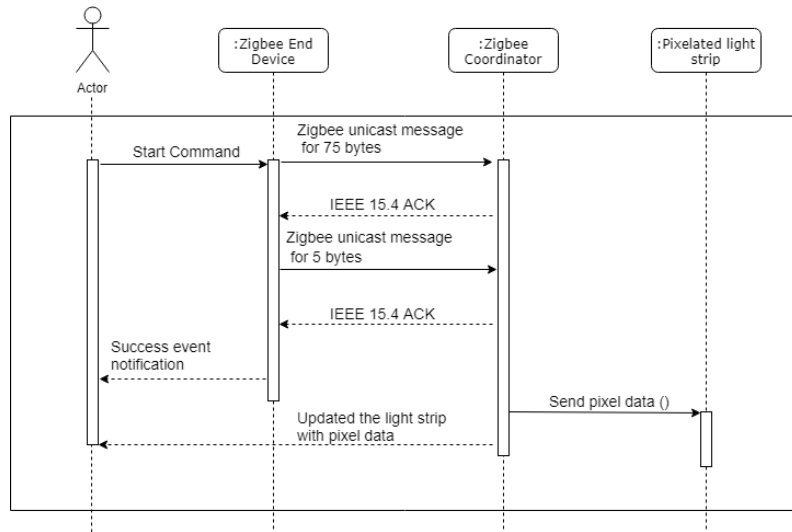 :Zigbee End
Device
:Zigbee
Coordinator
:Pixelated light
strip
Actor
Start Command
Zigbee unicast message
for 75 bytes
IEEE 15.4 ACK
Zigbee unicast message
for 5 bytes
IEEE 15.4 ACK
Success event
notification
Send pixel data ()
Updated the light strip
with pixel data